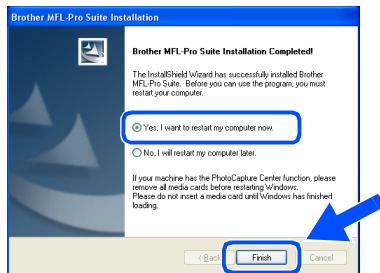 Brother MFL-Pro Suite Installation
Brother MFL-Pro Suite Installation Completed!
The InstallShield Wizard has successfully installed Brother
MFL-Pro Suite. Before you can use the program, you must
restart your computer.
Yes, I want to restart my computer now.
No, I will restart my computer later.
If your machine has the PhotoCapture Center function, please
remove all media cards before restarting Windows.
Please do not insert a media card until Windows has finished
loading.
< Back Finish Cancel